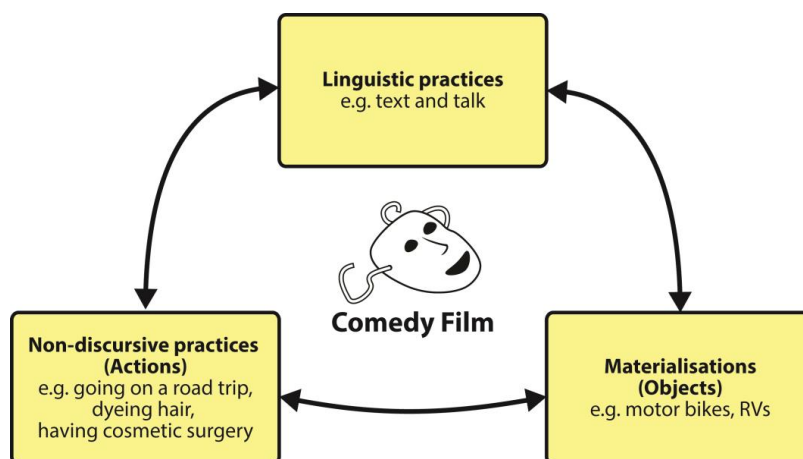 Linguistic practices
e.g. text and talk
Comedy Film
Non-discursive practices
(Actions)
e.g. going on a road trip,
dyeing hair,
having cosmetic surgery
Materialisations
(Objects)
e.g. motor bikes, RVs